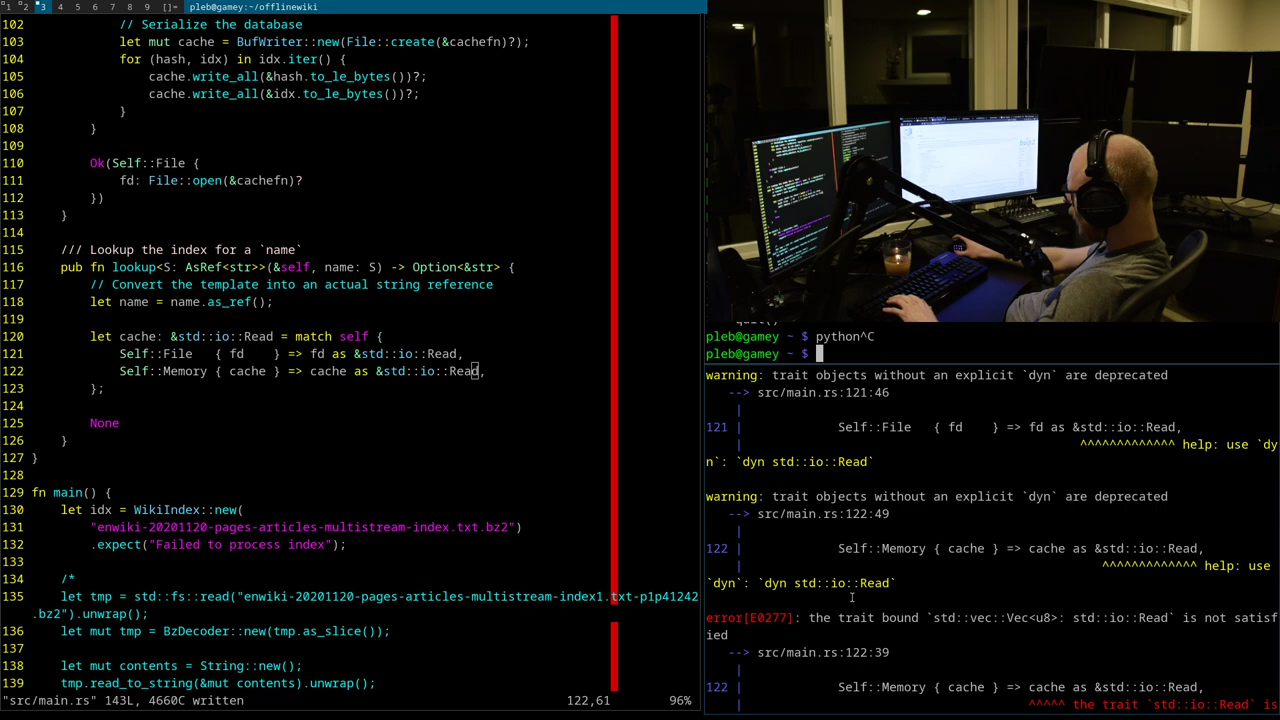 1 2 3 4 5 6 7 8 9 []= pleb@gamey:~/offlinewiki
102             // Serialize the database
103             let mut cache = BufWriter::new(File::create(&cachefn)?);
104             for (hash, idx) in idx.iter() {
105                 cache.write_all(&hash.to_le_bytes())?;
106                 cache.write_all(&idx.to_le_bytes())?;
107             }
108         }
109
110         Ok(Self::File {
111             fd: File::open(&cachefn)?
112         })
113     }
114
115     /// Lookup the index for a `name`
116     pub fn lookup<S: AsRef<str>>(&self, name: S) -> Option<&str> {
117         // Convert the template into an actual string reference
118         let name = name.as_ref();
119
120         let cache: &std::io::Read = match self {
121             Self::File   { fd    } => fd as &std::io::Read,
122             Self::Memory { cache } => cache as &std::io::Read,
123         };
124
125         None
126     }
127 }
128
129 fn main() {
130     let idx = WikiIndex::new(
131         "enwiki-20201120-pages-articles-multistream-index.txt.bz2")
132         .expect("Failed to process index");
133
134     /*
135     let tmp = std::fs::read("enwiki-20201120-pages-articles-multistream-index1.txt-p1p41242
.bz2").unwrap();
136     let mut tmp = BzDecoder::new(tmp.as_slice());
137
138     let mut contents = String::new();
139     tmp.read_to_string(&mut contents).unwrap();
"src/main.rs" 143L, 4660C written 122,61 96%
pleb@gamey ~ $ python^C
pleb@gamey ~ $
warning: trait objects without an explicit `dyn` are deprecated
--> src/main.rs:121:46
|
121 |             Self::File   { fd    } => fd as &std::io::Read,
| ^^^^^^^^^^^^^ help: use `dy
n`: `dyn std::io::Read`
warning: trait objects without an explicit `dyn` are deprecated
--> src/main.rs:122:49
|
122 |             Self::Memory { cache } => cache as &std::io::Read,
| ^^^^^^^^^^^^^ help: use
`dyn`: `dyn std::io::Read`
error[E0277]: the trait bound `std::vec::Vec<u8>: std::io::Read` is not satisf
ied
--> src/main.rs:122:39
|
122 |             Self::Memory { cache } => cache as &std::io::Read,
| ^^^^^ the trait `std::io::Read` is